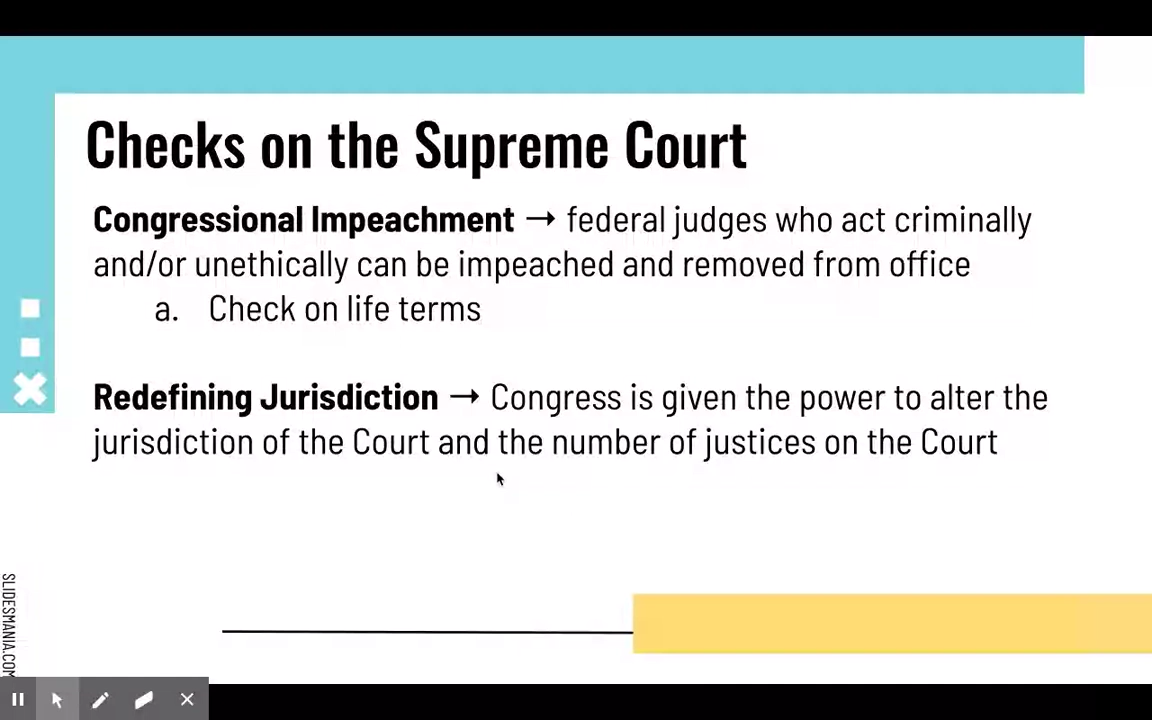 Checks on the Supreme Court
Congressional Impeachment → federal judges who act criminally
and/or unethically can be impeached and removed from office
a. Check on life terms
Redefining Jurisdiction → Congress is given the power to alter the
jurisdiction of the Court and the number of justices on the Court
SLIDESMANIA.COM